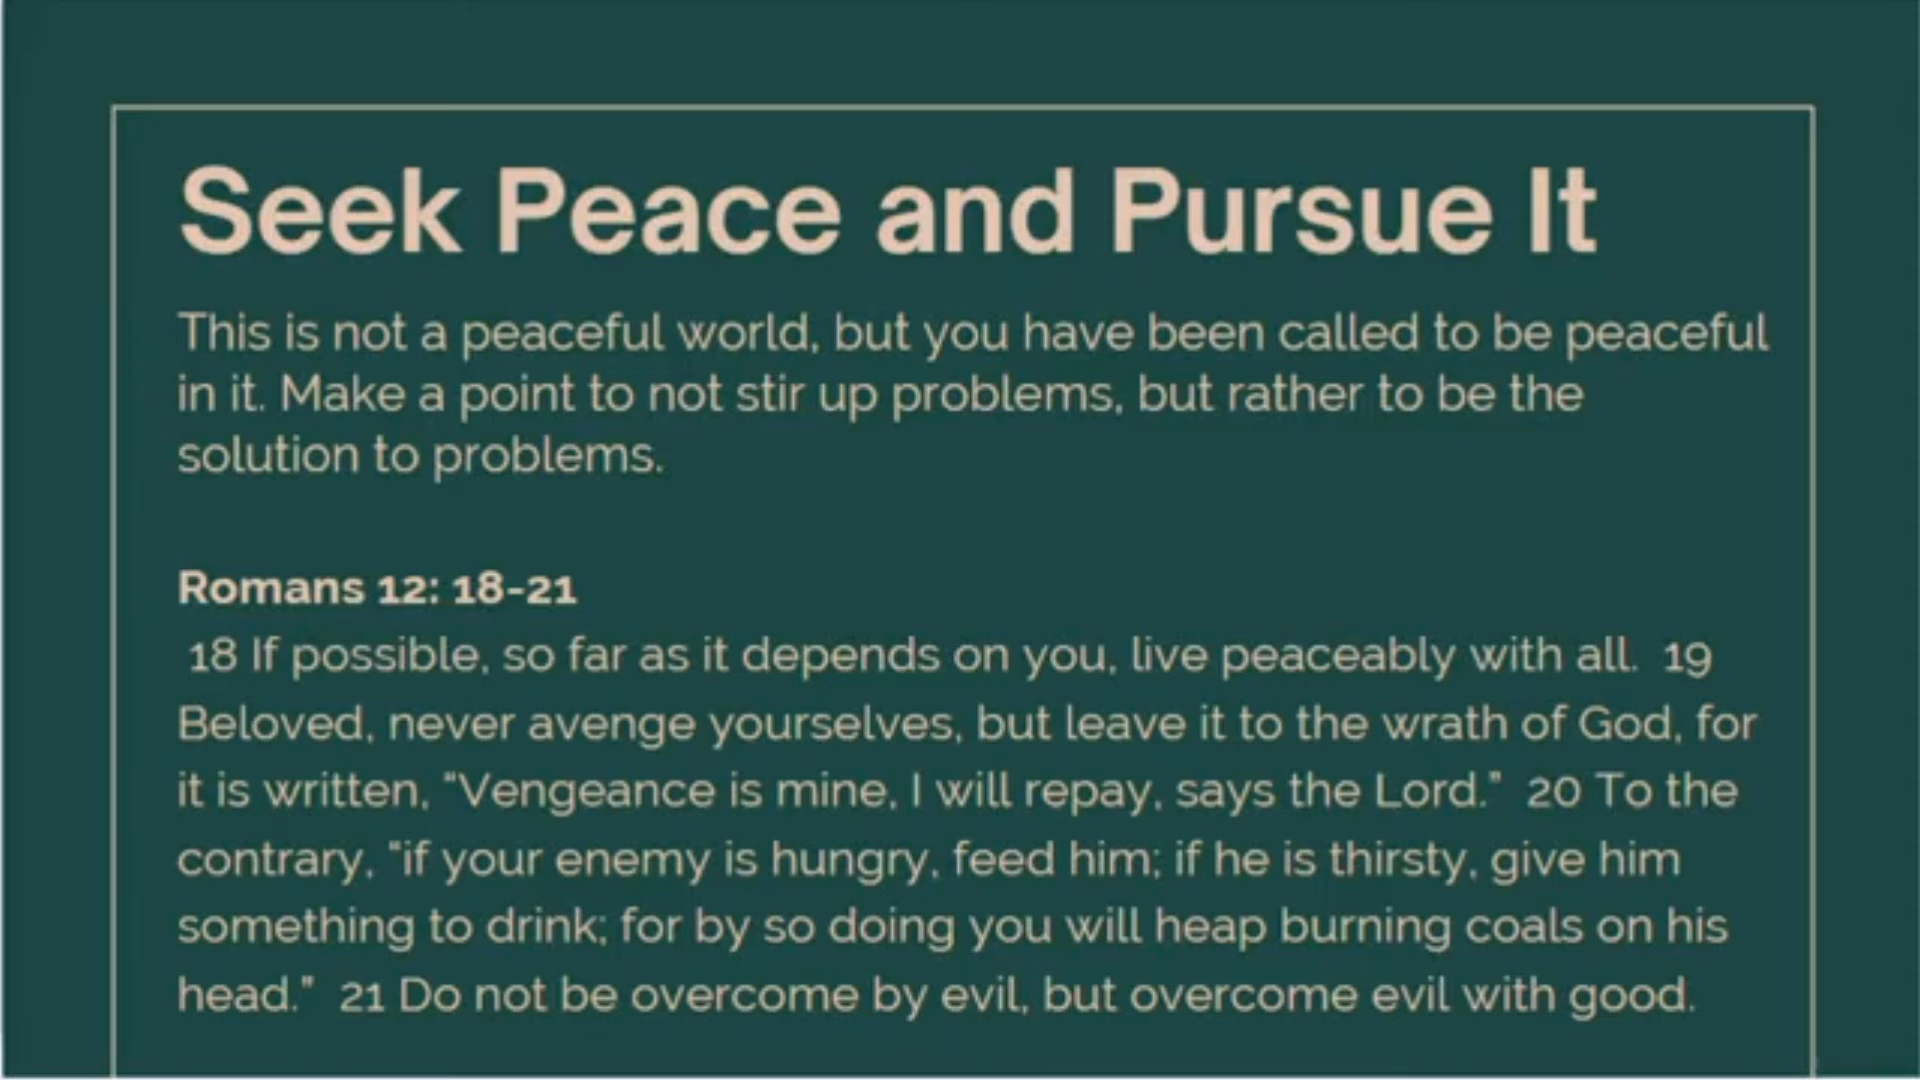 Seek Peace and Pursue It
This is not a peaceful world, but you have been called to be peaceful
in it. Make a point to not stir up problems, but rather to be the
solution to problems.
Romans 12: 18-21
18 If possible, so far as it depends on you, live peaceably with all.  19
Beloved, never avenge yourselves, but leave it to the wrath of God, for
it is written, “Vengeance is mine, I will repay, says the Lord.”  20 To the
contrary, “if your enemy is hungry, feed him; if he is thirsty, give him
something to drink; for by so doing you will heap burning coals on his
head.”  21 Do not be overcome by evil, but overcome evil with good.